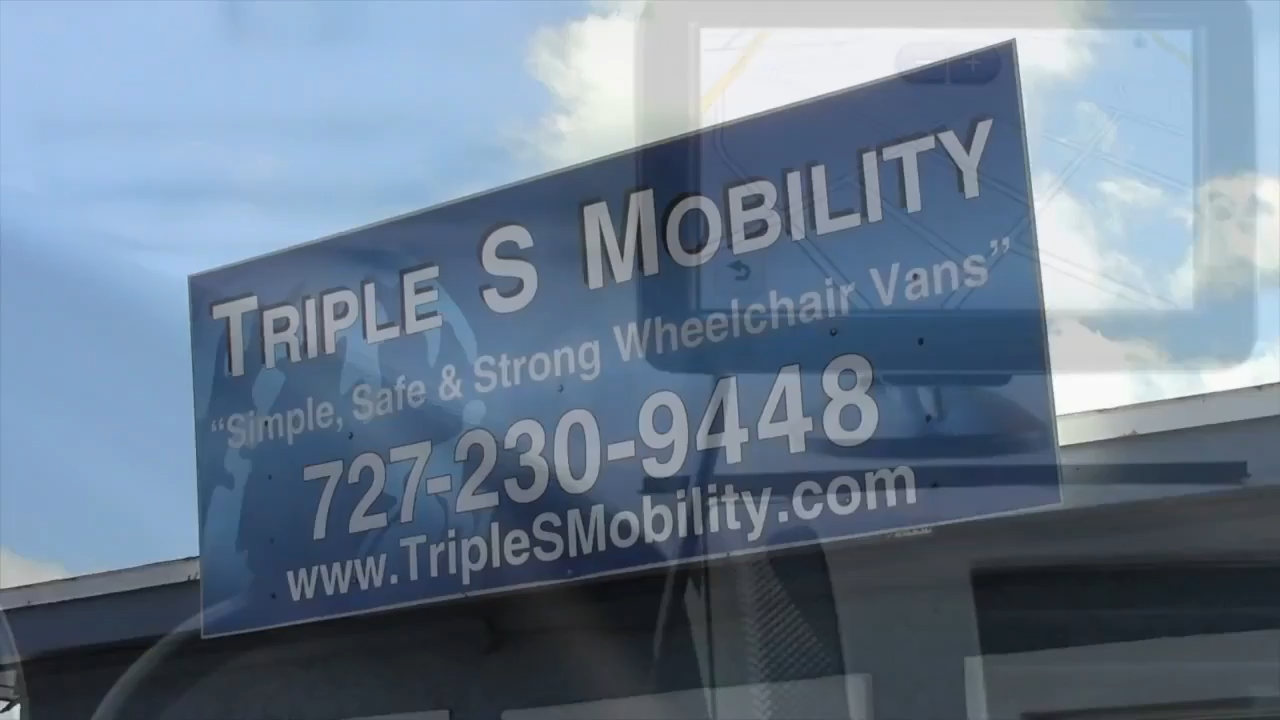 TRIPLE S MOBILITY
“Simple, Safe & Strong Wheelchair Vans”
727-230-9448
www.TripleSMobility.com